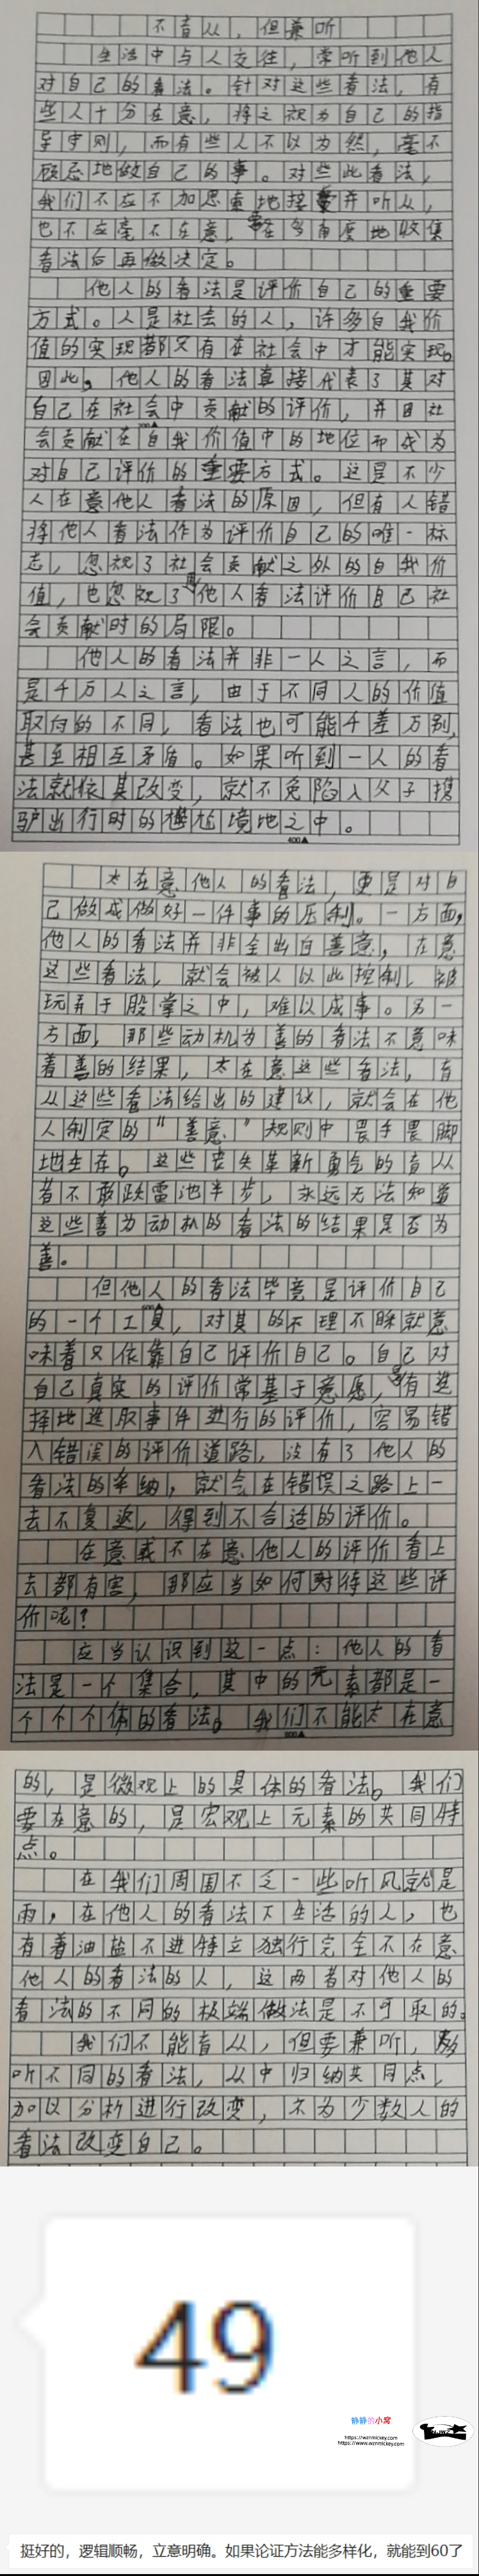 不盲从，但兼听
生活中与人交往，常听到他人
对自己的看法。针对这些看法，有
些人十分在意，将之视为自己的指
导守则，而有些人不以为然，毫不
顾忌地做自己的事。对些此看法，
我们不应不加思索地接受并听从，
也不应毫不在意，需在多角度地收集
看法后再做决定。
他人的看法是评价自己的重要
方式。人是社会的人，许多自我价
值的实现都只有在社会中才能实现。
因此，他人的看法直接代表了其对
自己在社会中贡献的评价，并因社
会贡献在自我价值中的地位而成为
对自己评价的重要方式。这是不少
人在意他人看法的原因，但有人错
将他人看法作为评价自己的唯一标
志，忽视了社会贡献之外的自我价
值，也忽视了用他人看法评价自己社
会贡献时的局限。
他人的看法并非一人之言，而
是千万人之言，由于不同人的价值
取向的不同，看法也可能千差万别，
甚至相互矛盾。如果听到一人的看
法就依其改变，就不免陷入父子携
驴出行时的尴尬境地之中。
400▲
太在意他人的看法，更是对自
己做成做好一件事的压制。一方面，
他人的看法并非全出自善意，在意
这些看法，就会被人以此控制，被
玩弄于股掌之中，难以成事。另一
方面，那些动机为善的看法不意味
着善的结果，太在意这些看法，盲
从这些看法给出的建议，就会在他
人制定的“善意”规则中畏手畏脚
地生存。这些丧失革新勇气的盲从
者不敢跃雷池半步，永远无法知道
这些善为动机的看法的结果是否为
善。
但他人的看法毕竟是评价自己
的一个工具，对其的不理不睬就意
味着只依靠自己评价自己。自己对
自己真实的评价常基于意愿，是有选
择地选取事件进行的评价，容易错
入错误的评价道路，没有了他人的
看法的牵绊，就会在错误之路上一
去不复返，得到不合适的评价。
在意或不在意他人的评价看上
去都有害，那应当如何对待这些评
价呢？
应当认识到这一点：他人的看
法是一个集合，其中的元素都是一
个个个体的看法。我们不能太在意
800▲
的，是微观上的具体的看法。我们
要在意的，是宏观上元素的共同特
点。
在我们周围不乏一些听风就是
雨，在他人的看法下生活的人，也
有着油盐不进特立独行完全不在意
他人的看法的人，这两者对他人的
看法的不同的极端做法是不可取的。
我们不能盲从，但要兼听，多
听不同的看法，从中归纳共同点，
加以分析进行改变，不为少数人的
看法改变自己。
49
静静的小窝
https://wznmickey.com
https://www.wznmickey.com
挺好的，逻辑顺畅，立意明确。如果论证方法能多样化，就能到60了